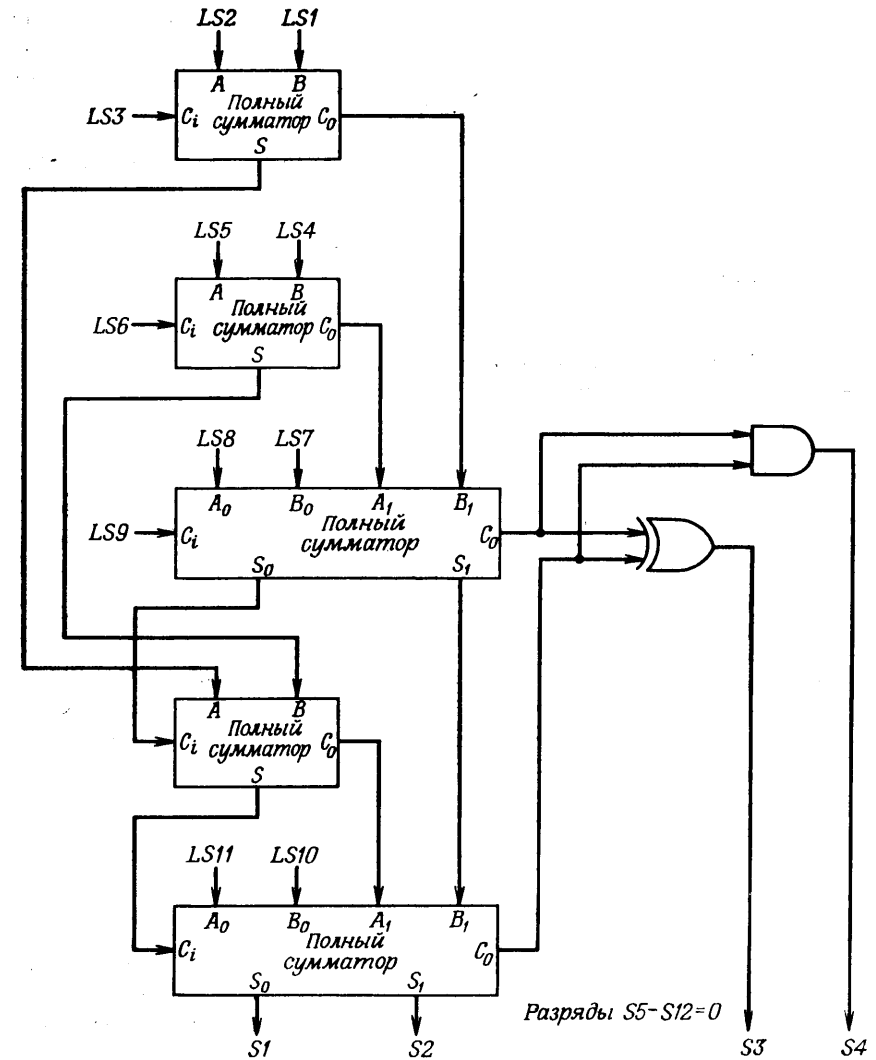 LS2 LS1
A B
LS3 Ci Полный сумматор C0
S
LS5 LS4
A B
LS6 Ci Полный сумматор C0
S
LS8 LS7
A0 B0 A1 B1
LS9 Ci Полный сумматор C0
S0 S1
A B
Ci Полный сумматор C0
S
LS11 LS10
A0 B0 A1 B1
Ci Полный сумматор C0
S0 S1
Разряды S5-S12=0
S1 S2 S3 S4